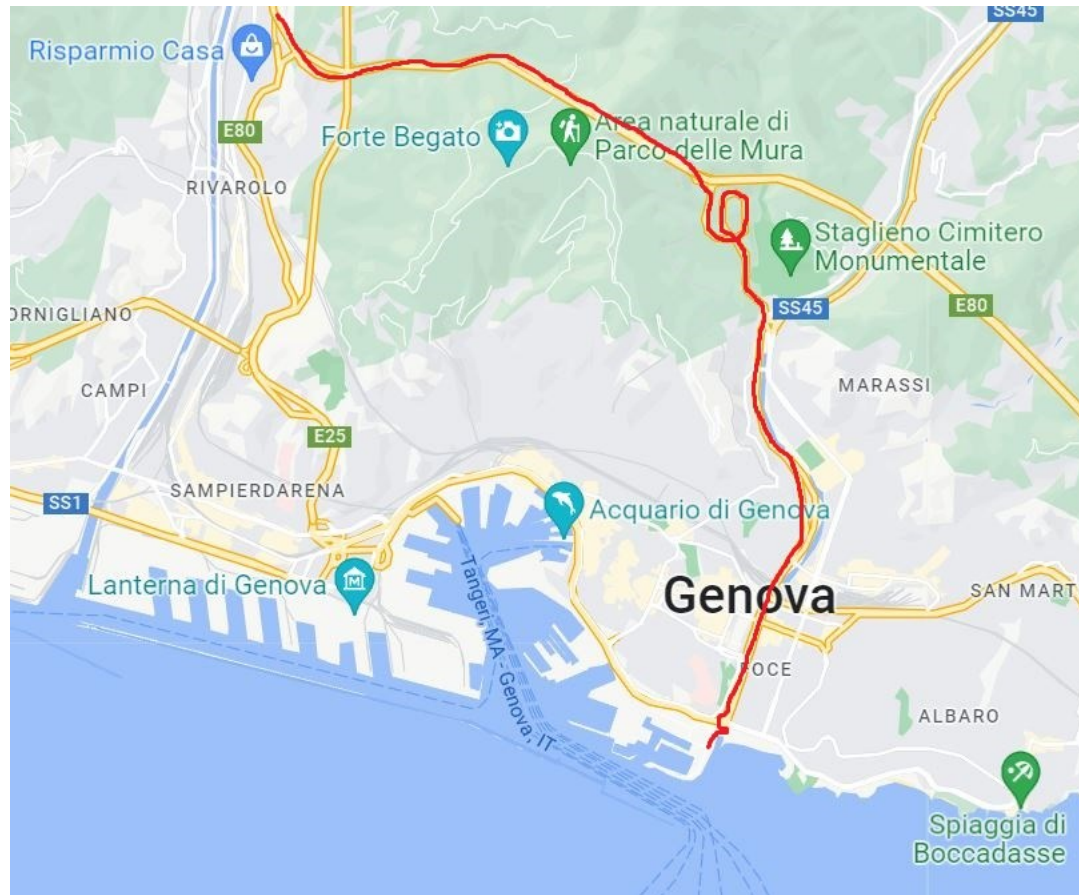 SS45
Risparmio Casa
E80
Forte Begato
Area naturale di
Parco delle Mura
RIVAROLO
Staglieno Cimitero
Monumentale
SS45
E80
ORNIGLIANO
CAMPI
MARASSI
E25
SAMPIERDARENA
SS1
Acquario di Genova
Lanterna di Genova
Tangeri, MA - Genova, IT
Genova
SAN MART
FOCE
ALBARO
Spiaggia di
Boccadasse